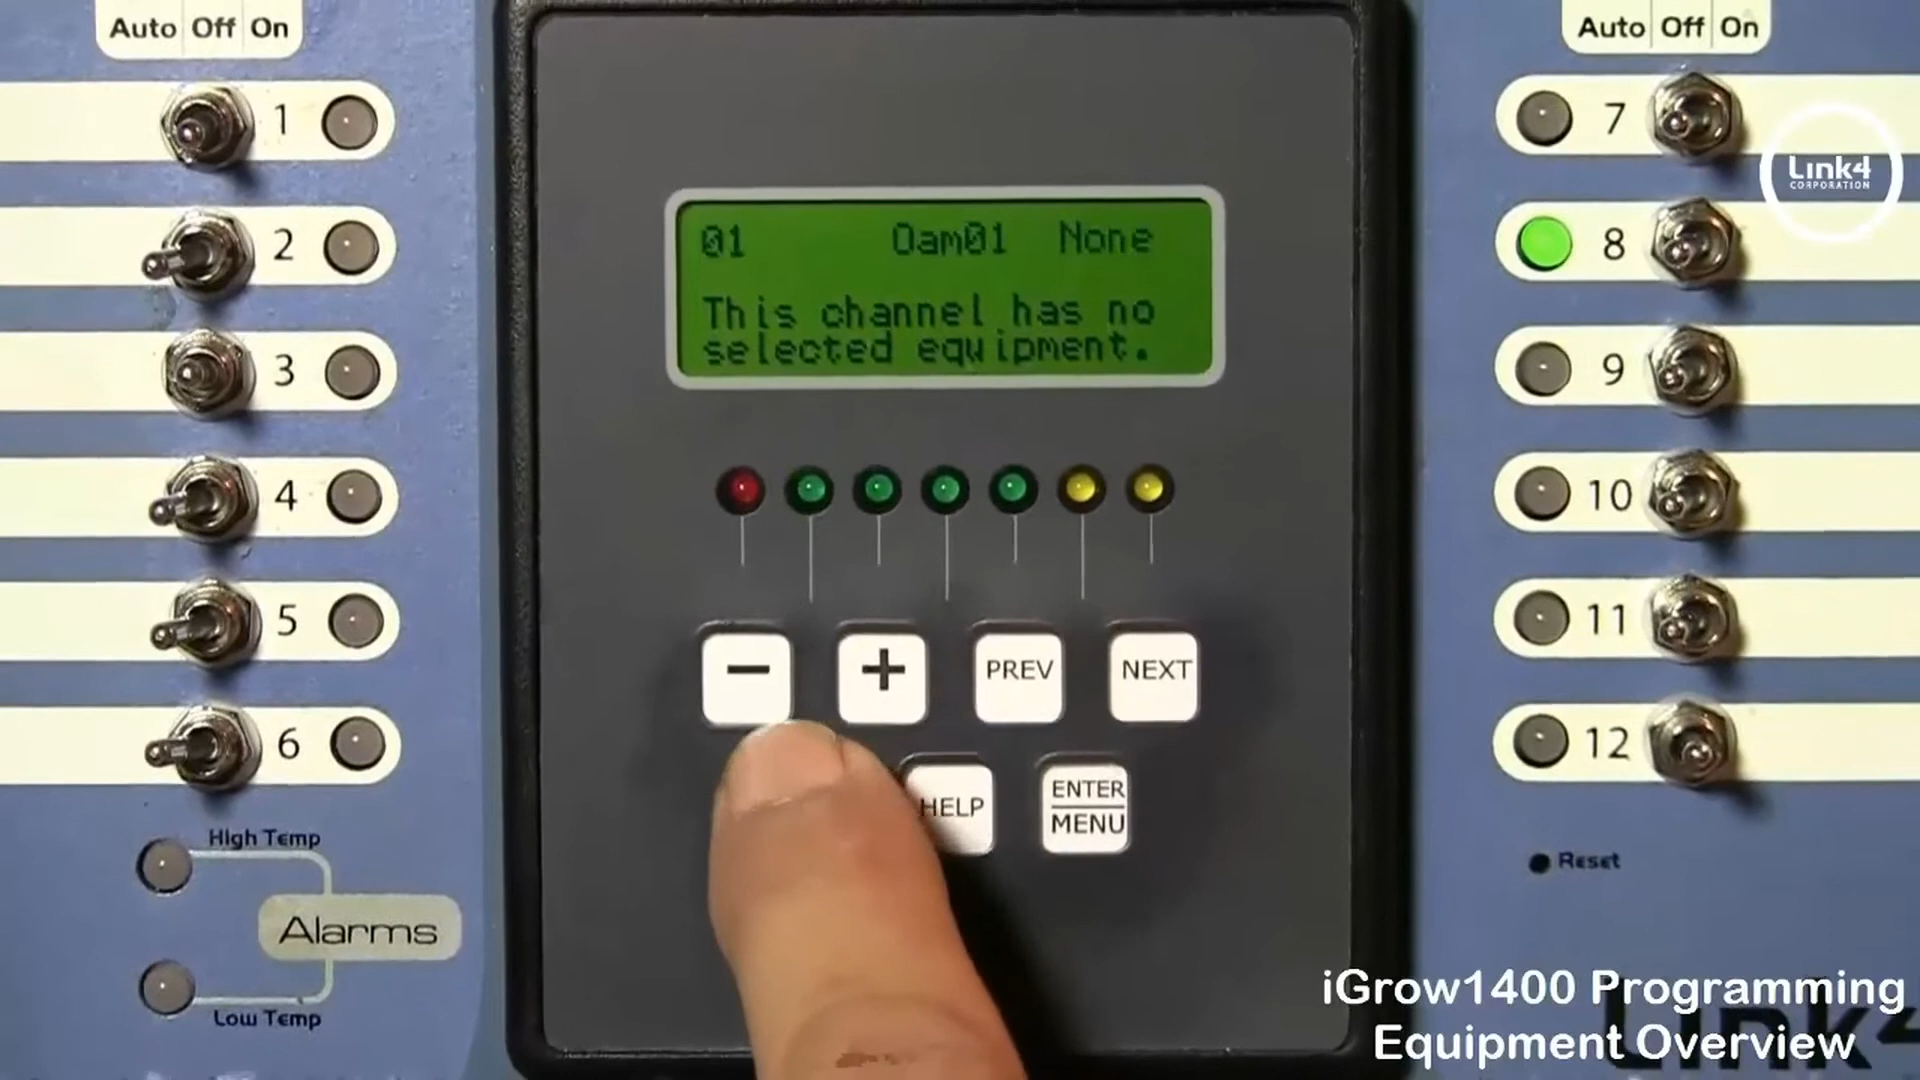 Auto Off On
1
2
3
4
5
6
High Temp
Alarms
Low Temp
01 Oam01 None
This channel has no
selected equipment.
−
+
PREV
NEXT
HELP
ENTER
MENU
Auto Off On
7
8
9
10
11
12
Link4
CORPORATION
Reset
Link4
iGrow1400 Programming
Equipment Overview